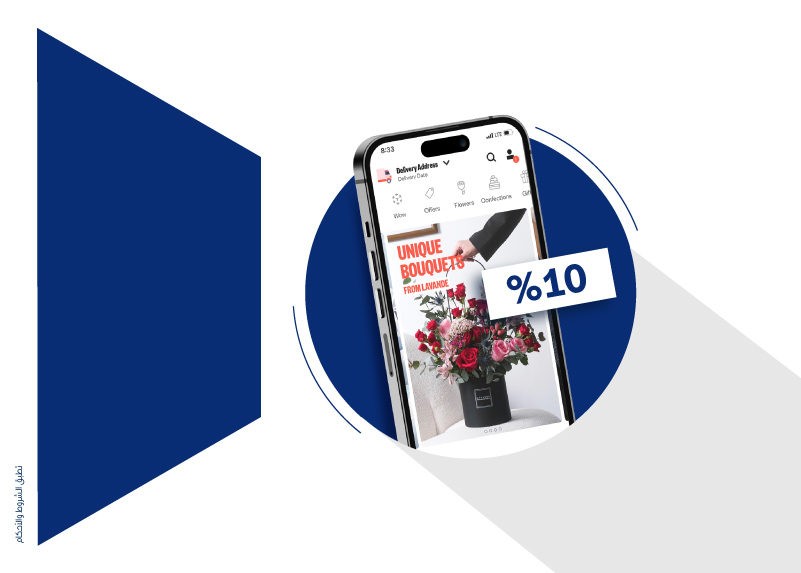 8:33
LTE
Delivery Address
Delivery Date
Wow
Offers
Flowers
Confections
UNIQUE
BOUQUETS
FROM LAVANDE
%10
تطبق الشروط والأحكام